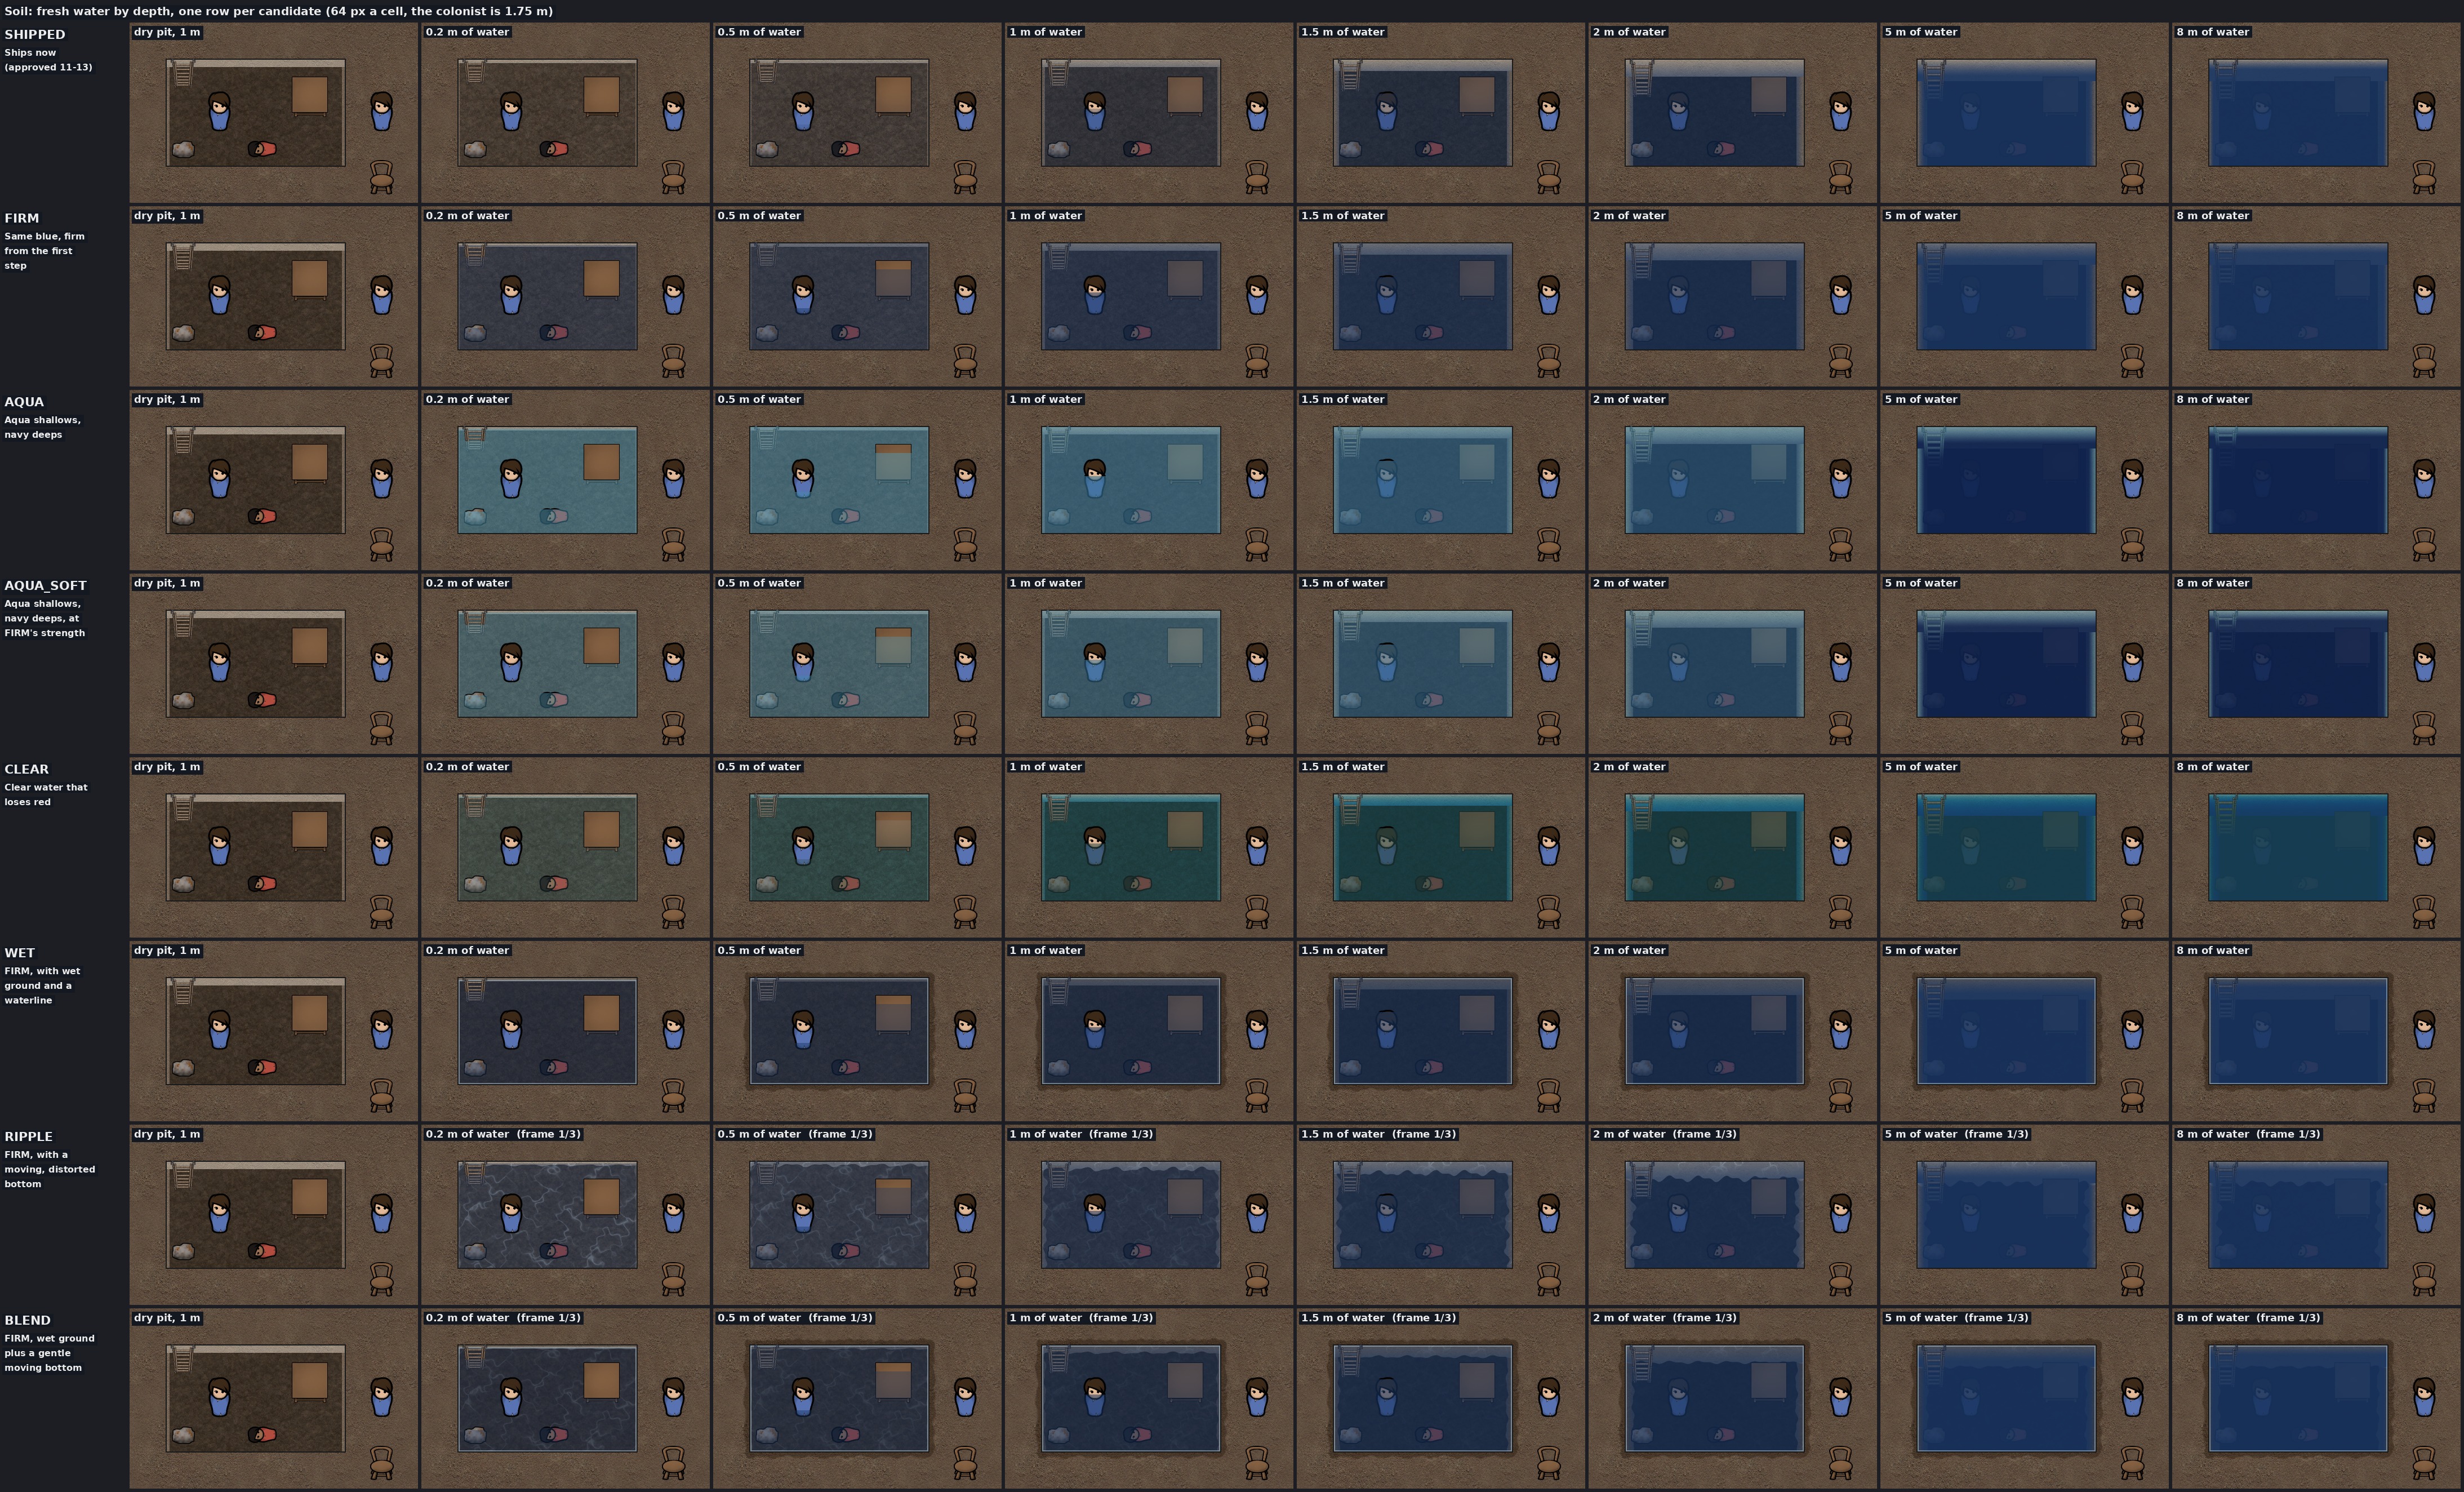 Soil: fresh water by depth, one row per candidate (64 px a cell, the colonist is 1.75 m)
SHIPPED
Ships now
(approved 11-13)
dry pit, 1 m
0.2 m of water
0.5 m of water
1 m of water
1.5 m of water
2 m of water
5 m of water
8 m of water
FIRM
Same blue, firm
from the first
step
dry pit, 1 m
0.2 m of water
0.5 m of water
1 m of water
1.5 m of water
2 m of water
5 m of water
8 m of water
AQUA
Aqua shallows,
navy deeps
dry pit, 1 m
0.2 m of water
0.5 m of water
1 m of water
1.5 m of water
2 m of water
5 m of water
8 m of water
AQUA_SOFT
Aqua shallows,
navy deeps, at
FIRM's strength
dry pit, 1 m
0.2 m of water
0.5 m of water
1 m of water
1.5 m of water
2 m of water
5 m of water
8 m of water
CLEAR
Clear water that
loses red
dry pit, 1 m
0.2 m of water
0.5 m of water
1 m of water
1.5 m of water
2 m of water
5 m of water
8 m of water
WET
FIRM, with wet
ground and a
waterline
dry pit, 1 m
0.2 m of water
0.5 m of water
1 m of water
1.5 m of water
2 m of water
5 m of water
8 m of water
RIPPLE
FIRM, with a
moving, distorted
bottom
dry pit, 1 m
0.2 m of water (frame 1/3)
0.5 m of water (frame 1/3)
1 m of water (frame 1/3)
1.5 m of water (frame 1/3)
2 m of water (frame 1/3)
5 m of water (frame 1/3)
8 m of water (frame 1/3)
BLEND
FIRM, wet ground
plus a gentle
moving bottom
dry pit, 1 m
0.2 m of water (frame 1/3)
0.5 m of water (frame 1/3)
1 m of water (frame 1/3)
1.5 m of water (frame 1/3)
2 m of water (frame 1/3)
5 m of water (frame 1/3)
8 m of water (frame 1/3)